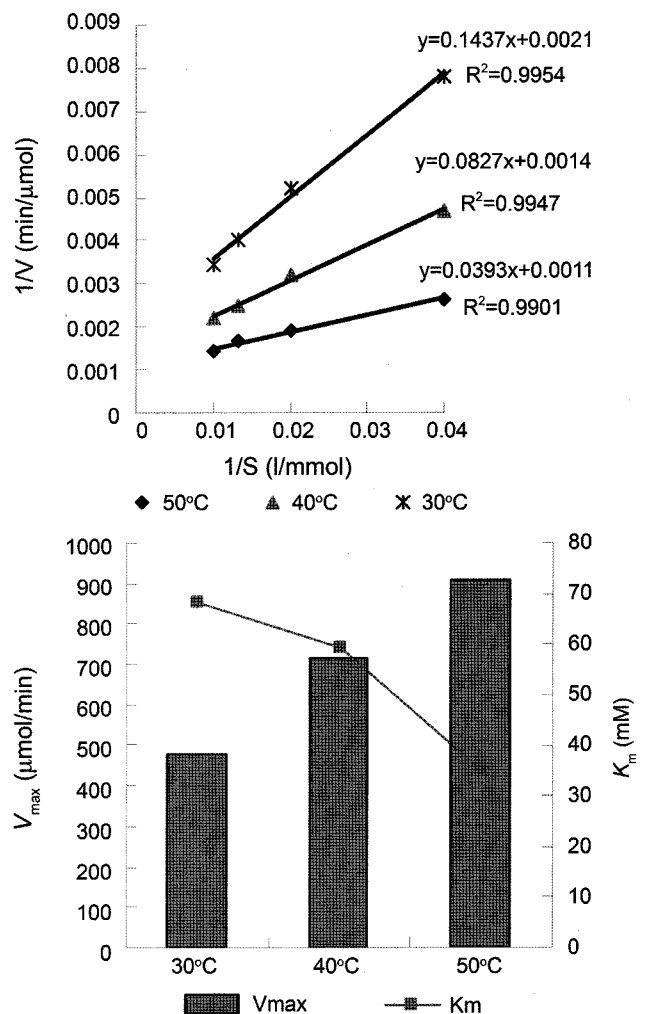 0.009
0.008
0.007
0.006
0.005
0.004
0.003
0.002
0.001
0
1/V (min/μmol)
y=0.1437x+0.0021
R²=0.9954
y=0.0827x+0.0014
R²=0.9947
y=0.0393x+0.0011
R²=0.9901
0 0.01 0.02 0.03 0.04
1/S (l/mmol)
50°C 40°C 30°C
1000
900
800
700
600
500
400
300
200
100
0
Vmax (μmol/min)
80
70
60
50
40
30
20
10
0
Km (mM)
30°C 40°C 50°C
Vmax Km